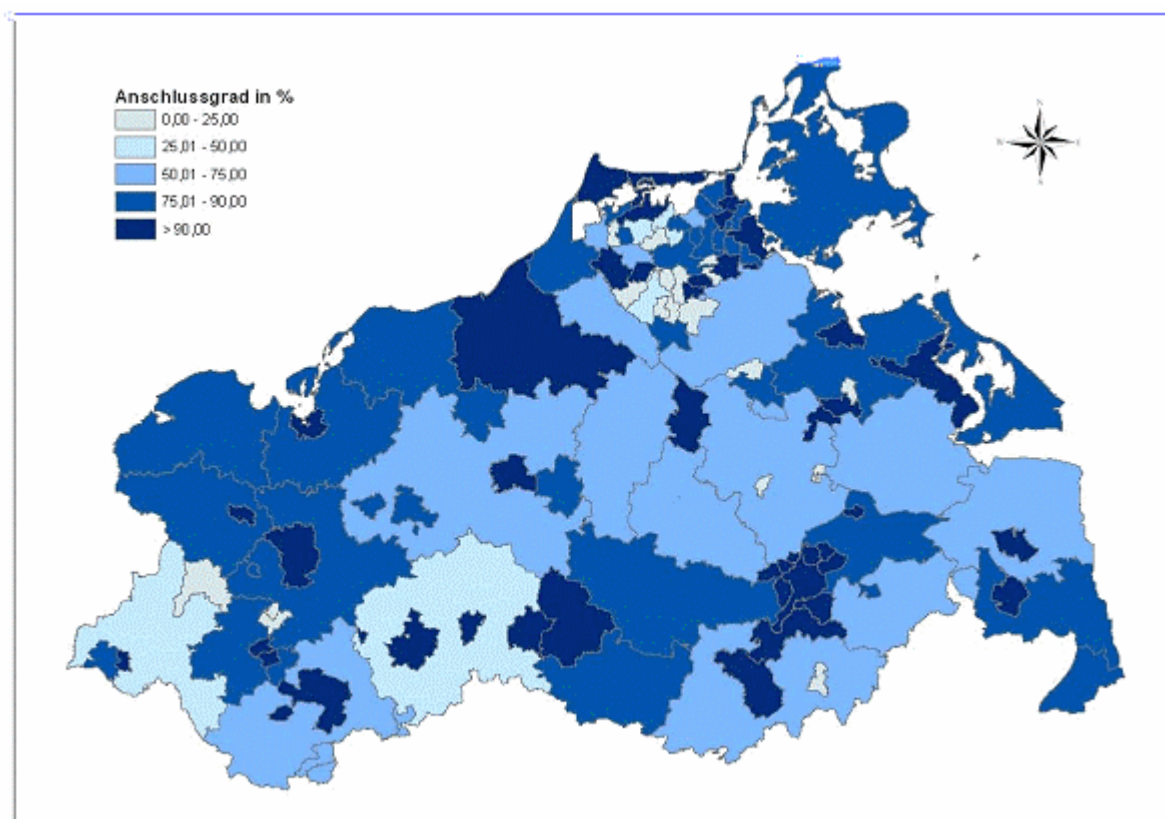 Anschlussgrad in %
0,00 - 25,00
25,01 - 50,00
50,01 - 75,00
75,01 - 90,00
> 90,00
N
W E
S